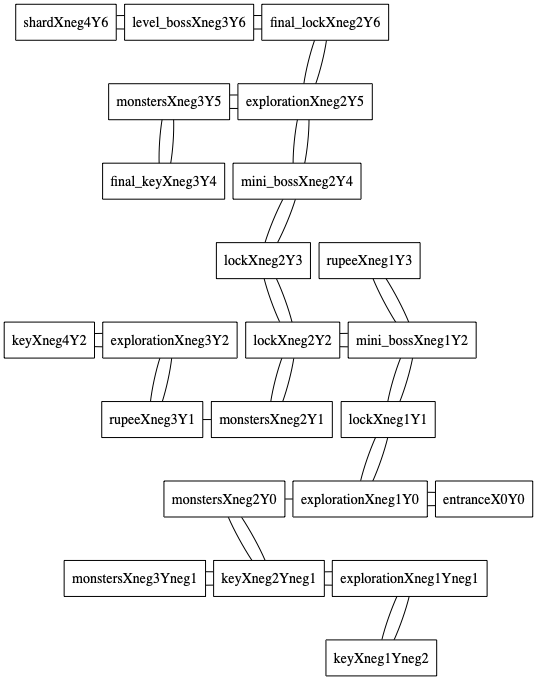 shardXneg4Y6
level_bossXneg3Y6
final_lockXneg2Y6
monstersXneg3Y5
explorationXneg2Y5
final_keyXneg3Y4
mini_bossXneg2Y4
lockXneg2Y3
rupeeXneg1Y3
keyXneg4Y2
explorationXneg3Y2
lockXneg2Y2
mini_bossXneg1Y2
rupeeXneg3Y1
monstersXneg2Y1
lockXneg1Y1
monstersXneg2Y0
explorationXneg1Y0
entranceX0Y0
monstersXneg3Yneg1
keyXneg2Yneg1
explorationXneg1Yneg1
keyXneg1Yneg2